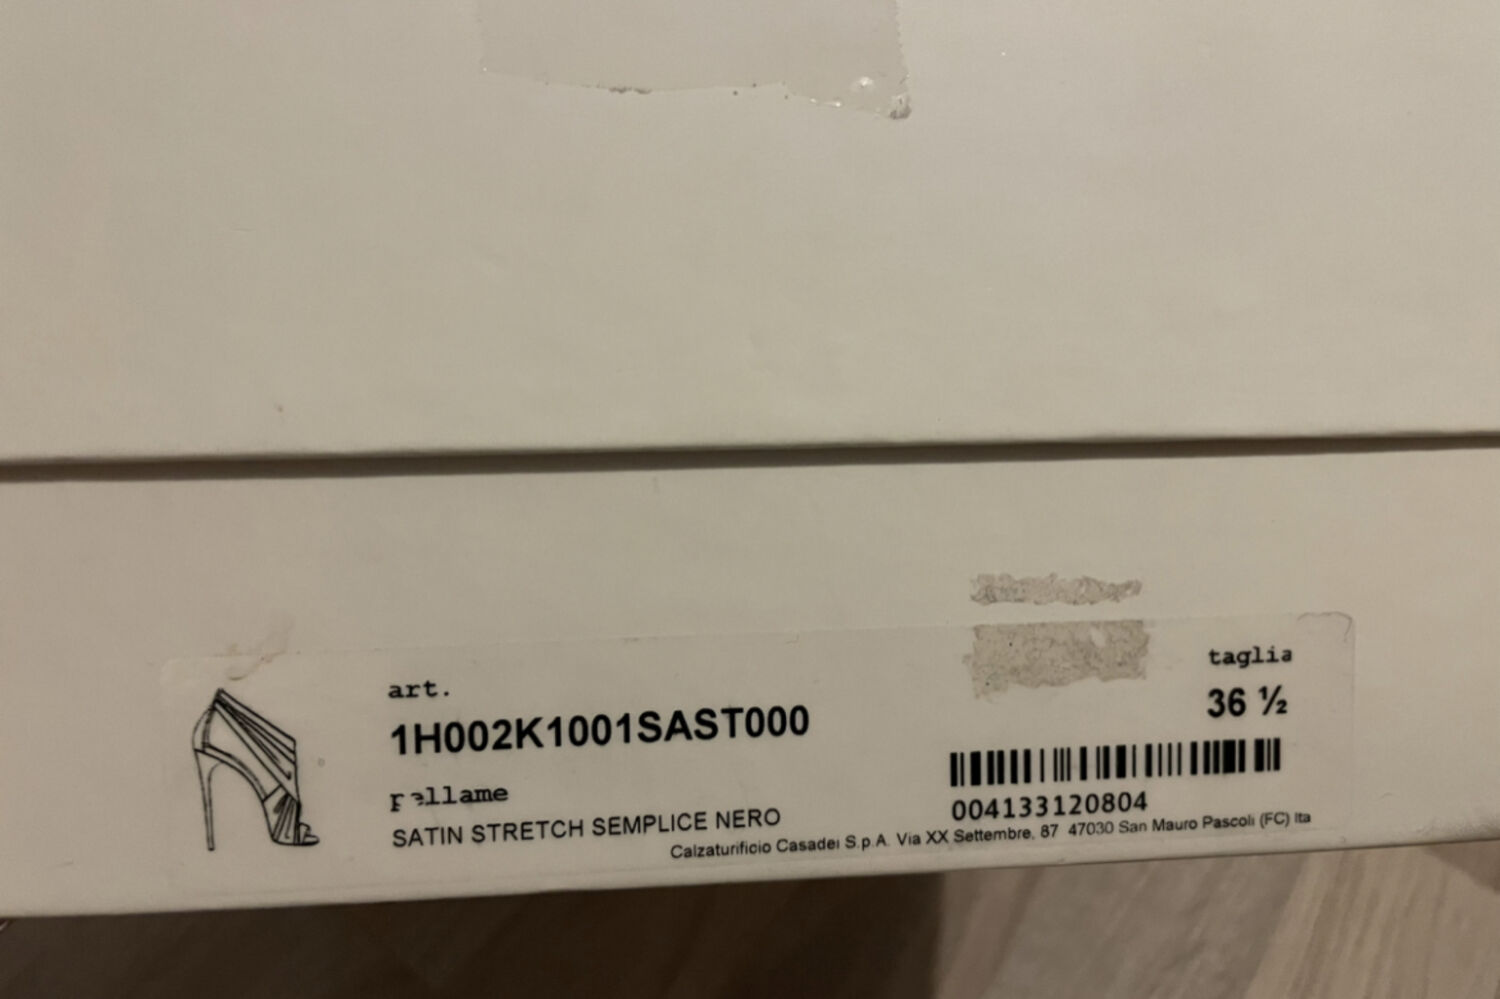 art.
1H002K1001SAST000
pellame
SATIN STRETCH SEMPLICE NERO
taglia
36 ½
004133120804
Calzaturificio Casadei S.p.A. Via XX Settembre, 87 47030 San Mauro Pascoli (FC) Ita